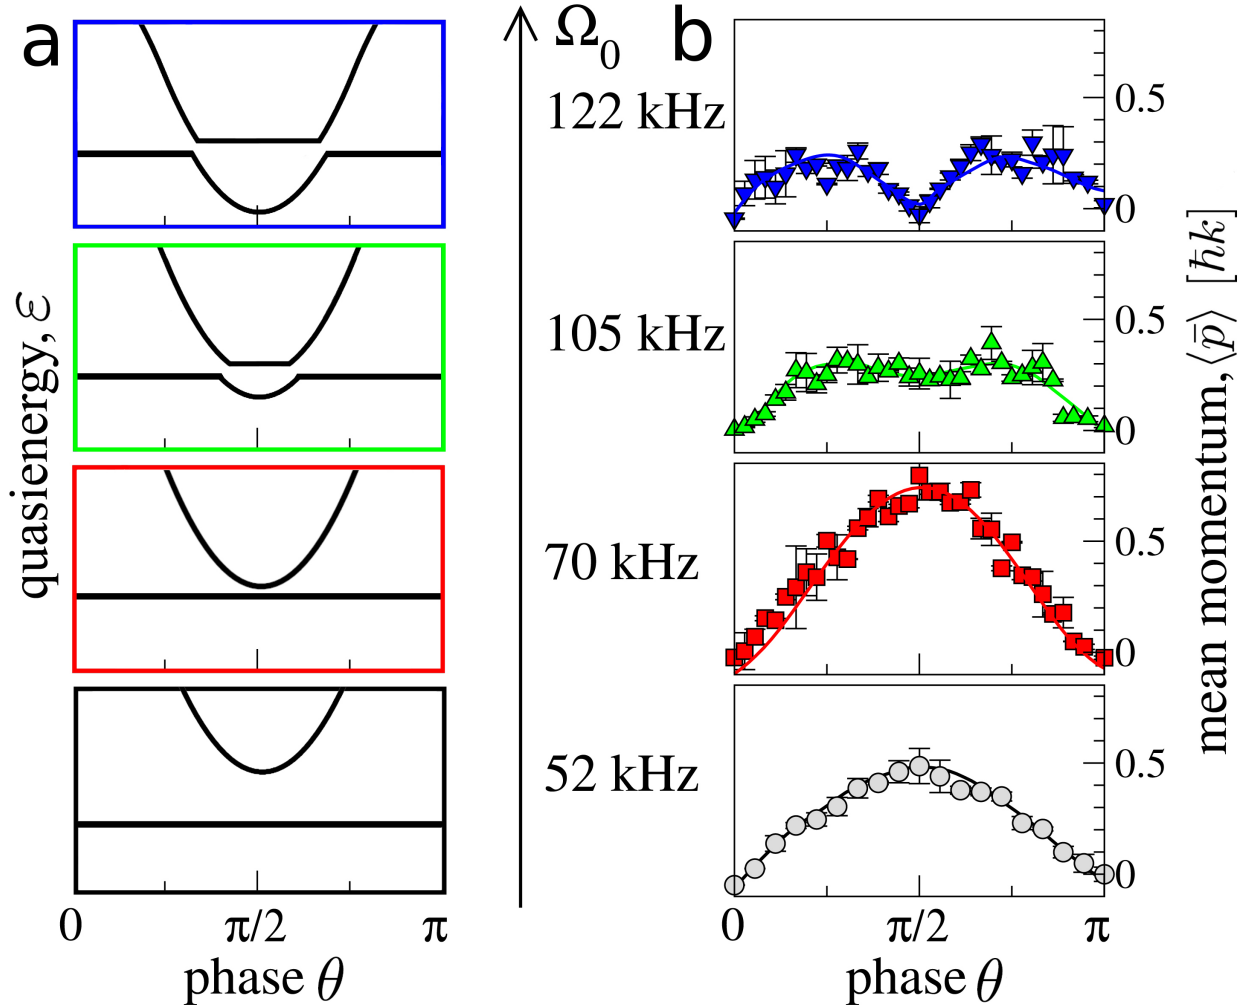 a
Ω₀
b
quasienergy, ε
122 kHz
105 kHz
70 kHz
52 kHz
0.5
0
0.5
0
0.5
0
0.5
0
mean momentum, ⟨p̄⟩ [ħk]
0 π/2 π
phase θ
0 π/2 π
phase θ